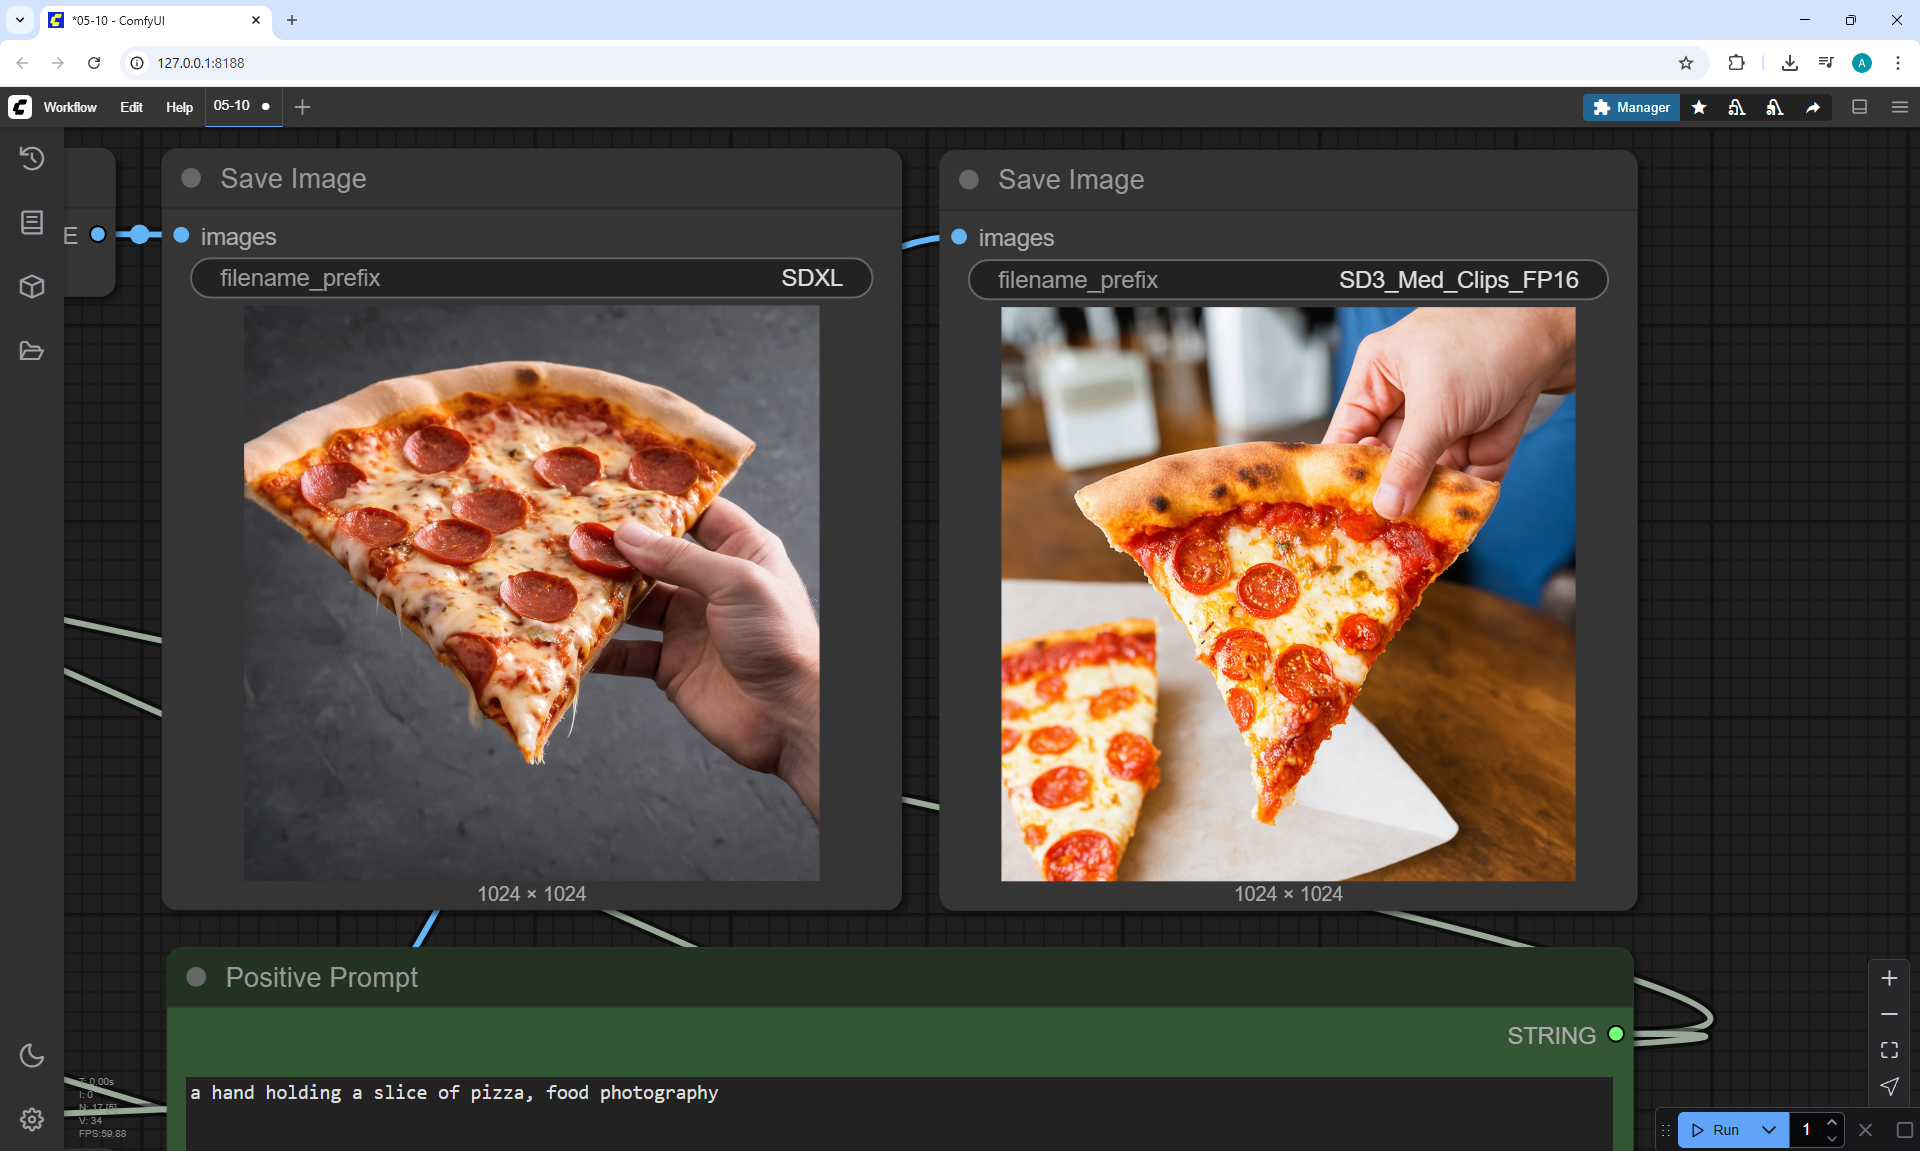 *05-10 - ComfyUI
127.0.0.1:8188
A
Workflow Edit Help 05-10
Manager
Save Image
images
filename_prefix SDXL
1024 × 1024
Save Image
images
filename_prefix SD3_Med_Clips_FP16
1024 × 1024
E
Positive Prompt
STRING
a hand holding a slice of pizza, food photography
T: 0.00s
I: 0
N: 17 [5]
V: 34
FPS:59.88
Run 1